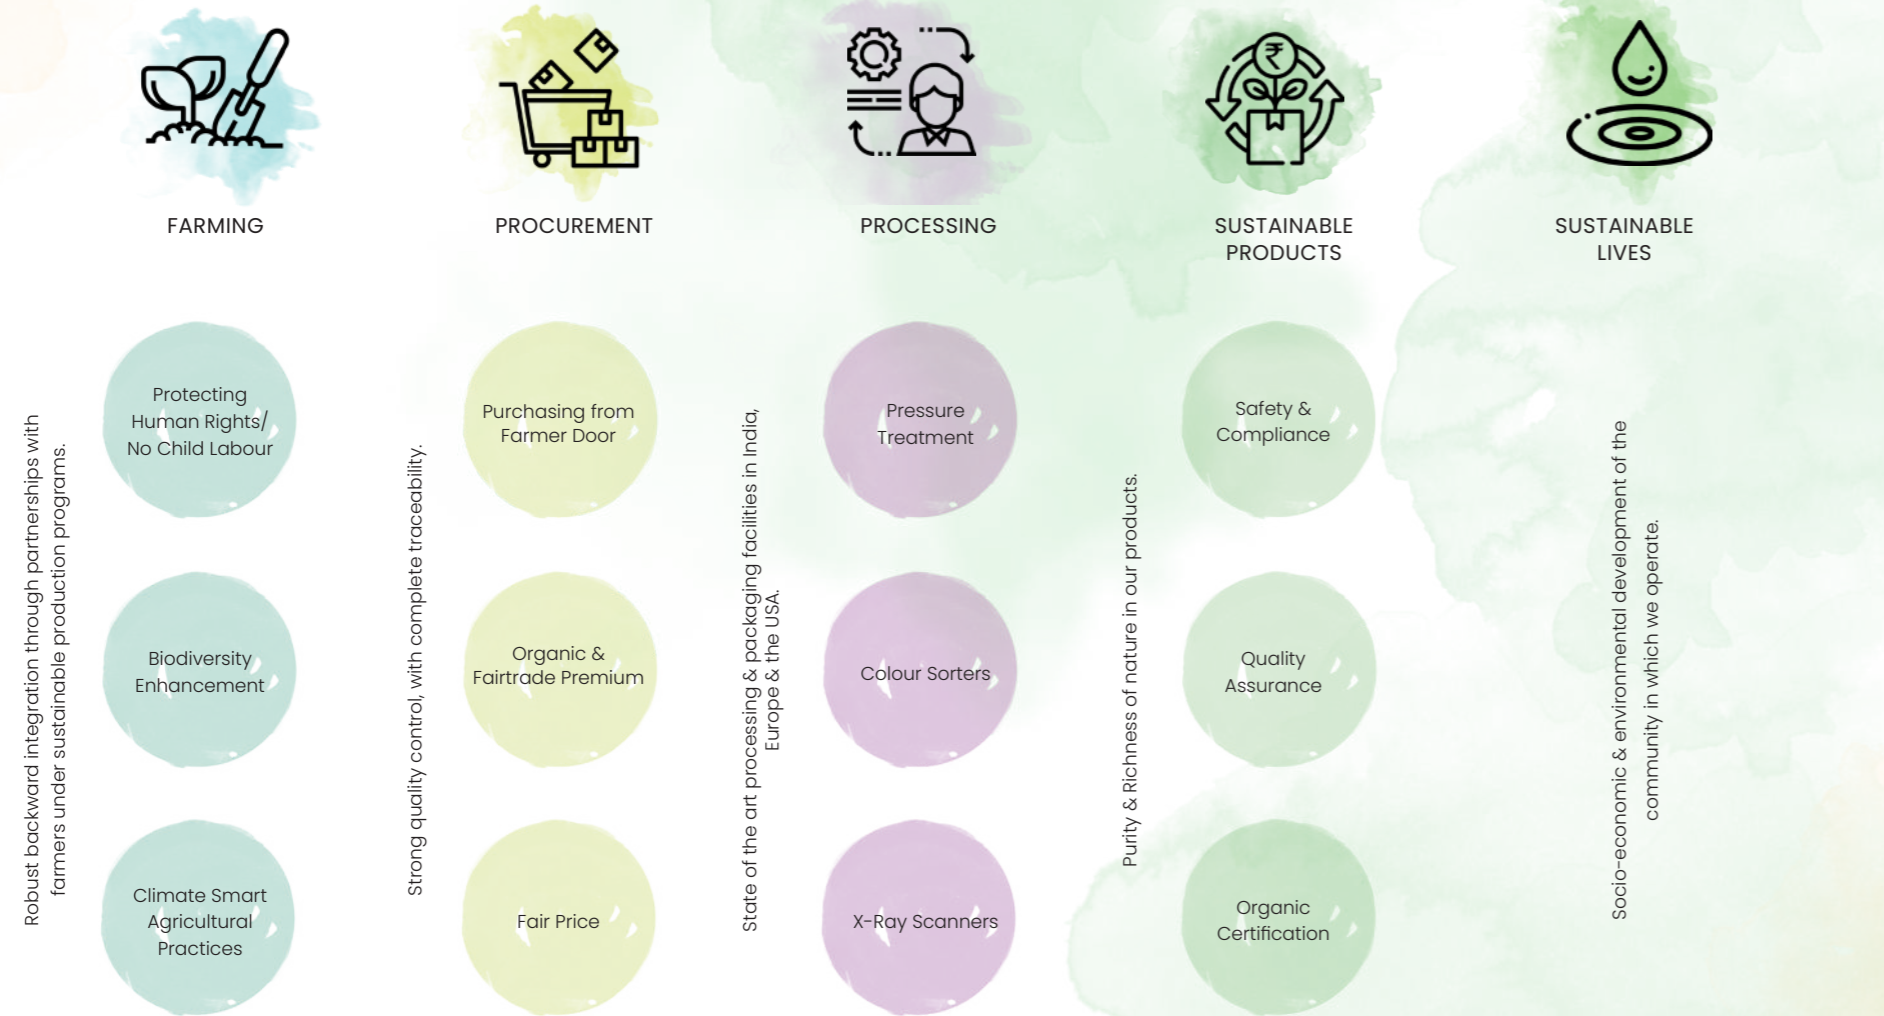 FARMING
PROCUREMENT
PROCESSING
SUSTAINABLE
PRODUCTS
SUSTAINABLE
LIVES
Robust backward integration through partnerships with
farmers under sustainable production programs.
Protecting
Human Rights/
No Child Labour
Biodiversity
Enhancement
Climate Smart
Agricultural
Practices
Strong quality control, with complete traceability.
Purchasing from
Farmer Door
Organic &
Fairtrade Premium
Fair Price
State of the art processing & packaging facilities in India,
Europe & the USA.
Pressure
Treatment
Colour Sorters
X-Ray Scanners
Purity & Richness of nature in our products.
Safety &
Compliance
Quality
Assurance
Organic
Certification
Socio-economic & environmental development of the
community in which we operate.
₹